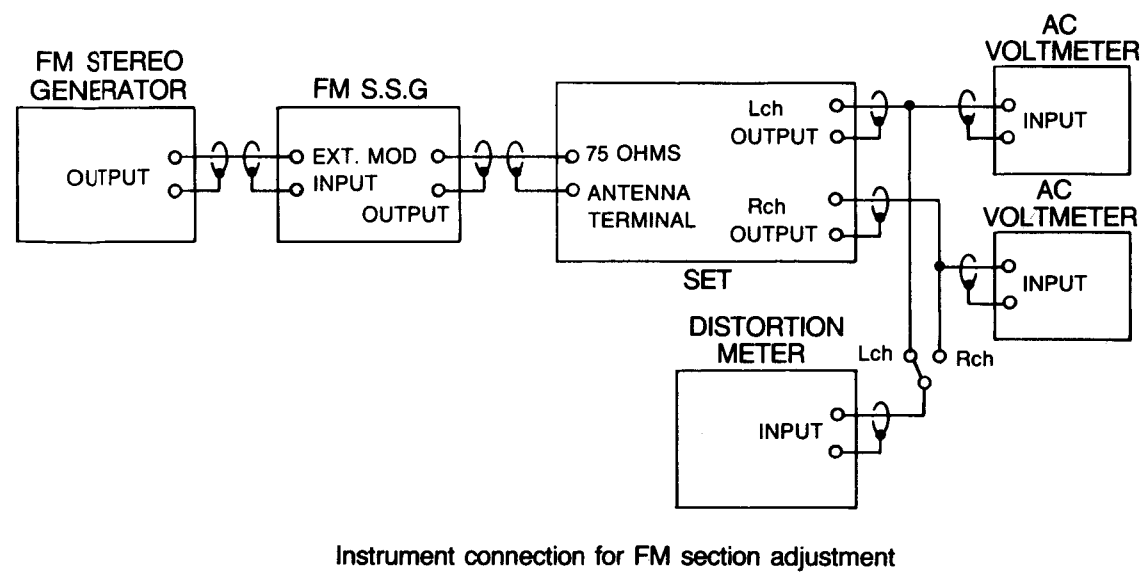 FM STEREO
GENERATOR
OUTPUT
FM S.S.G
EXT. MOD
INPUT
OUTPUT
75 OHMS
ANTENNA
TERMINAL
Lch
OUTPUT
Rch
OUTPUT
SET
AC
VOLTMETER
INPUT
AC
VOLTMETER
INPUT
DISTORTION
METER
Lch
Rch
INPUT
Instrument connection for FM section adjustment